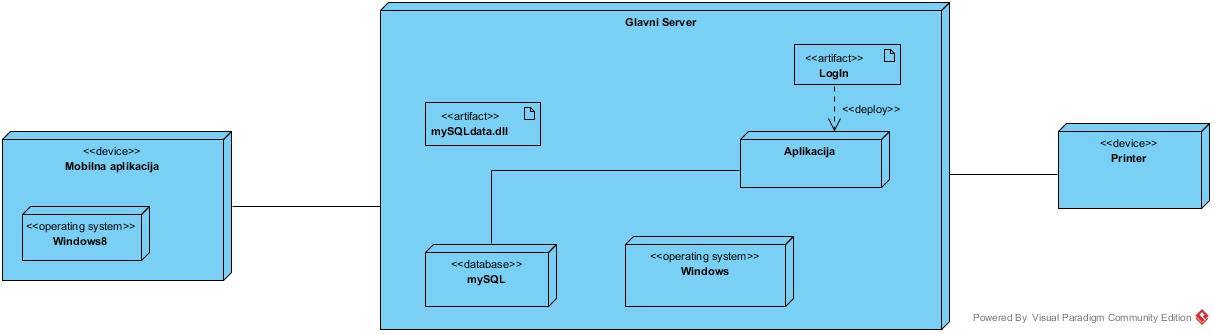 Glavni Server
<<artifact>>
LogIn
<<deploy>>
<<artifact>>
mySQLdata.dll
Aplikacija
<<device>>
Mobilna aplikacija
<<operating system>>
Windows8
<<database>>
mySQL
<<operating system>>
Windows
<<device>>
Printer
Powered By Visual Paradigm Community Edition